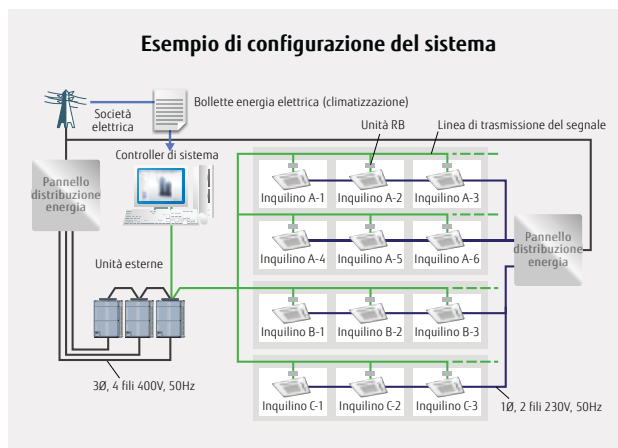 Esempio di configurazione del sistema
Bollette energia elettrica (climatizzazione)
Società
elettrica
Unità RB
Linea di trasmissione del segnale
Controller di sistema
Pannello
distribuzione
energia
Inquilino A-1
Inquilino A-2
Inquilino A-3
Inquilino A-4
Inquilino A-5
Inquilino A-6
Pannello
distribuzione
energia
Unità esterne
Inquilino B-1
Inquilino B-2
Inquilino B-3
3Ø, 4 fili 400V, 50Hz
Inquilino C-1
Inquilino C-2
Inquilino C-3
1Ø, 2 fili 230V, 50Hz